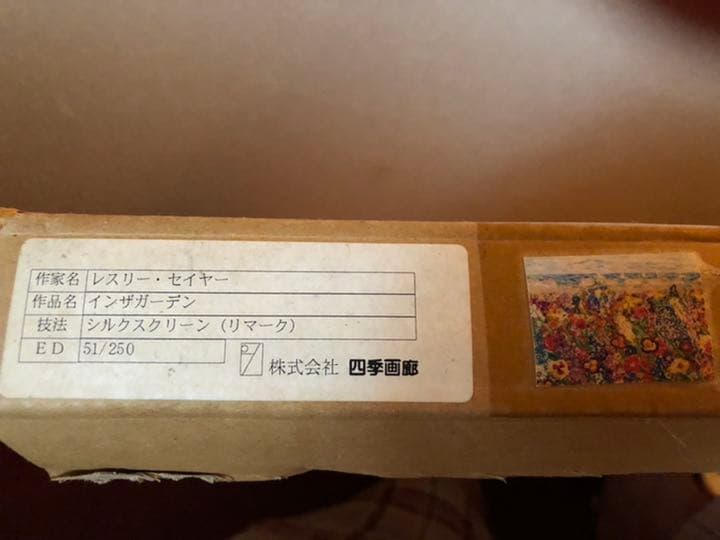 作家名 レスリー・セイヤー
作品名 インザガーデン
技法 シルクスクリーン（リマーク）
ＥＤ 51/250
株式会社 四季画廊